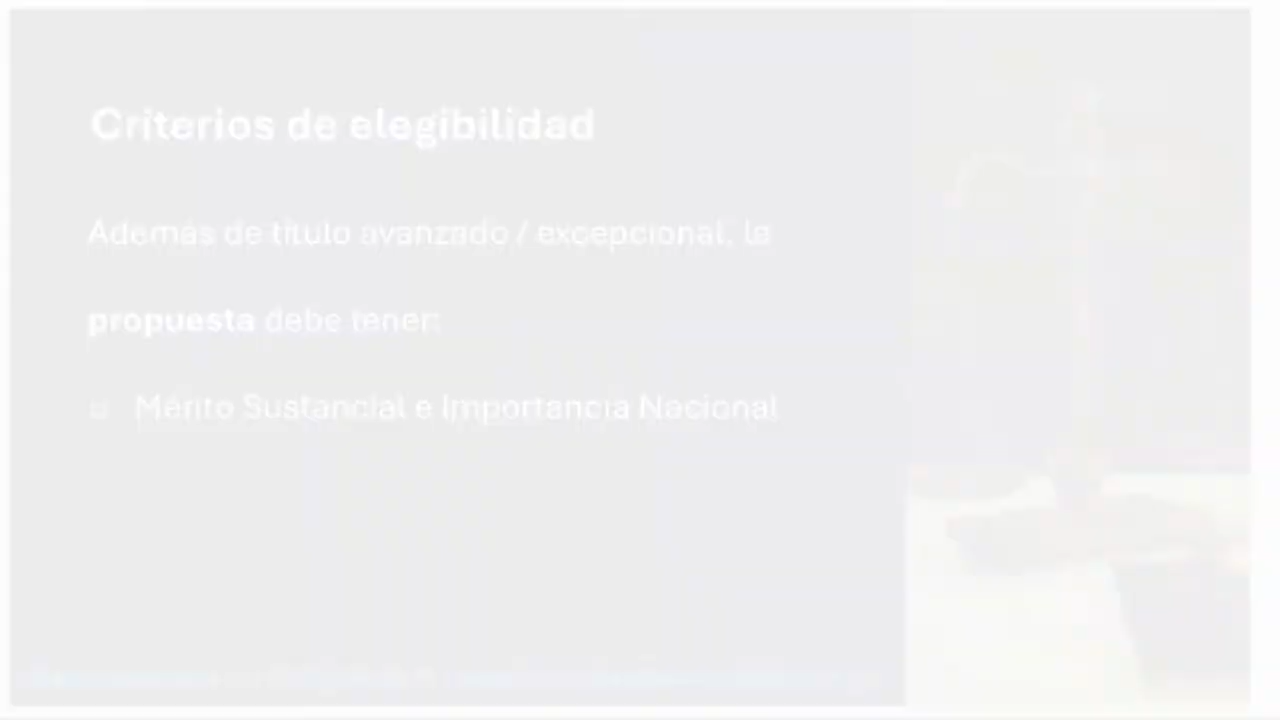 Criterios de elegibilidad
Además de título avanzado / excepcional, la
propuesta debe tener:
Mérito Sustancial e Importancia Nacional